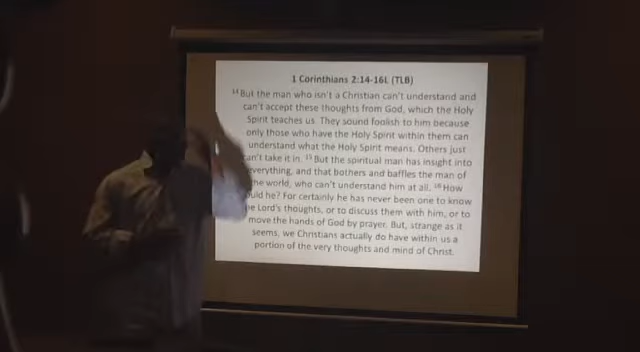 1 Corinthians 2:14-16L (TLB)
14 But the man who isn't a Christian can't understand and
can't accept these thoughts from God, which the Holy
Spirit teaches us. They sound foolish to him because
only those who have the Holy Spirit within them can
understand what the Holy Spirit means. Others just
an't take it in. 15 But the spiritual man has insight into
verything, and that bothers and baffles the man of
the world, who can't understand him at all. 16 How
uld he? For certainly he has never been one to know
e Lord's thoughts, or to discuss them with him, or to
move the hands of God by prayer. But, strange as it
seems, we Christians actually do have within us a
portion of the very thoughts and mind of Christ.